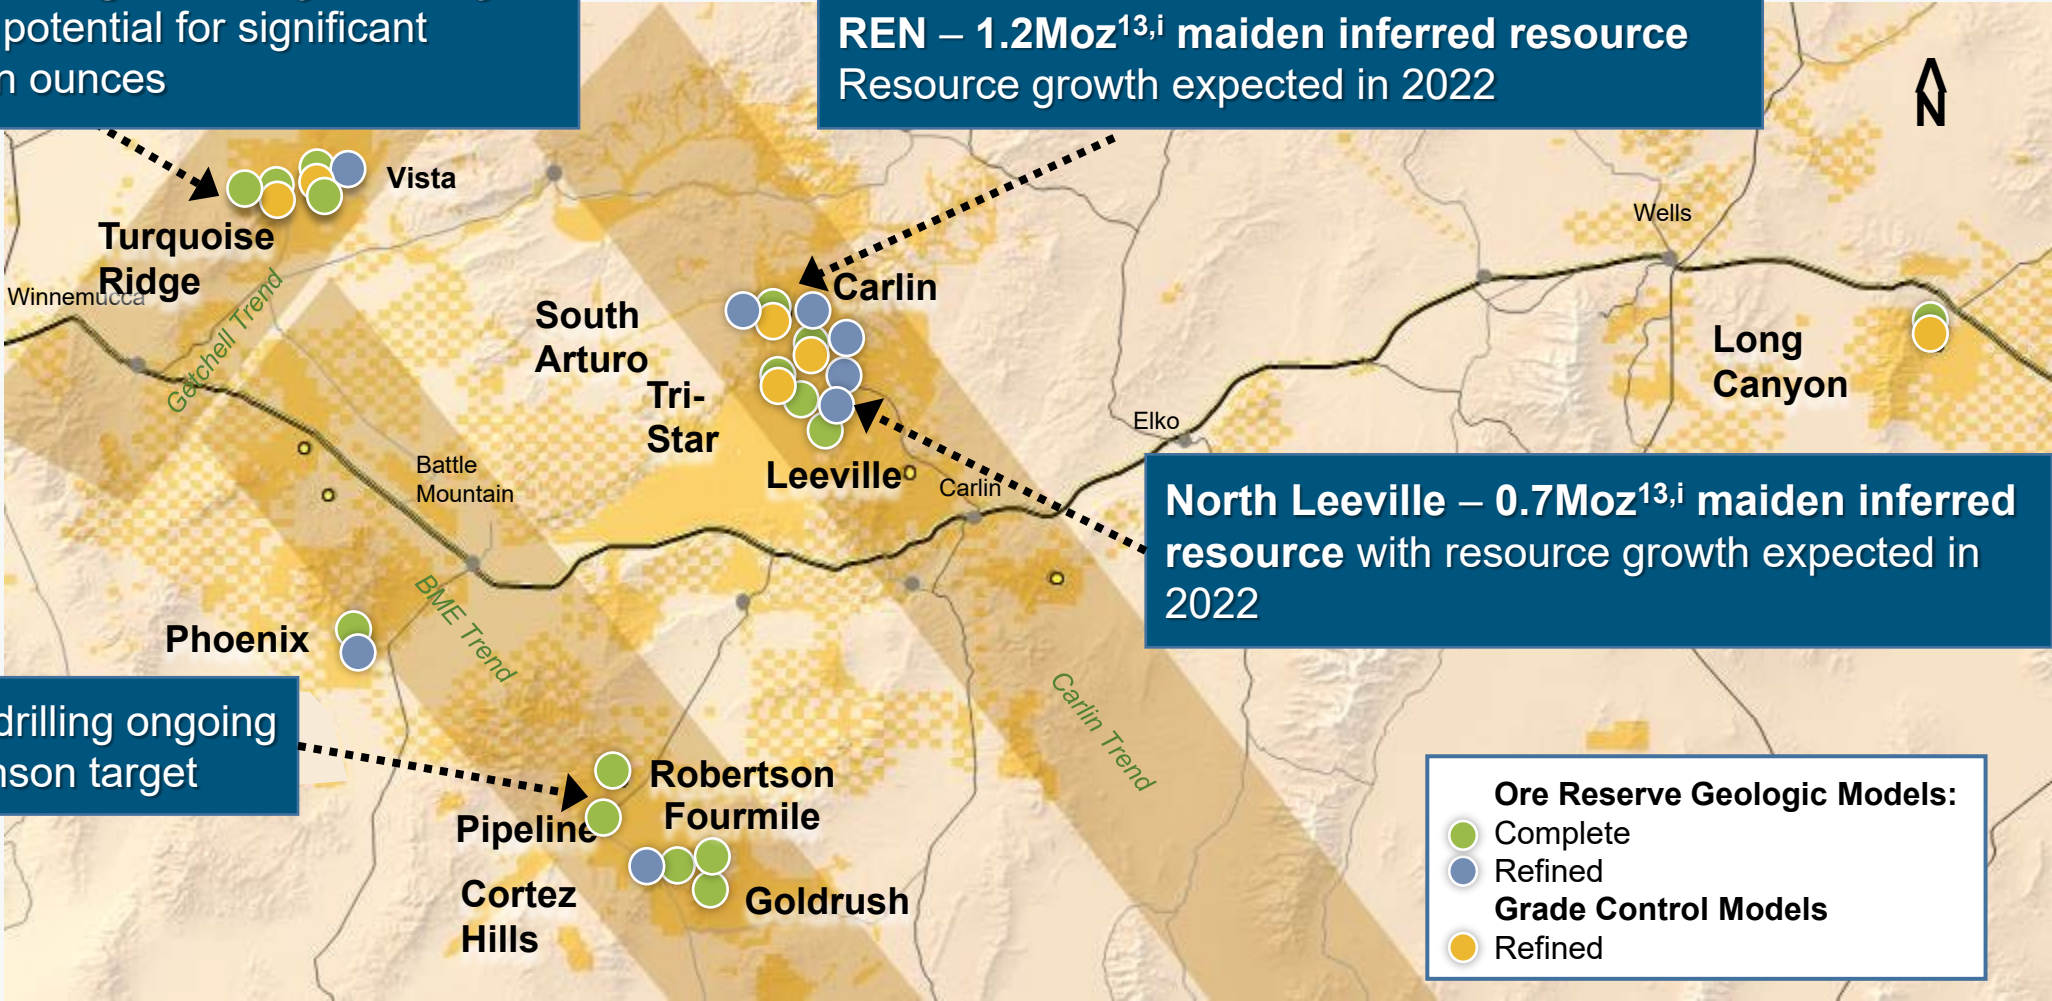 potential for significant
ounces
REN – 1.2Moz13,i maiden inferred resource
Resource growth expected in 2022
N
Vista
Turquoise
Ridge
Winnemucca
Getchell Trend
Wells
Carlin
South
Arturo
Tri-
Star
Leeville
Long
Canyon
Elko
Battle
Mountain
Carlin
North Leeville – 0.7Moz13,i maiden inferred
resource with resource growth expected in
2022
BME Trend
Phoenix
Carlin Trend
drilling ongoing
target
Robertson
Fourmile
Pipeline
Cortez
Hills
Goldrush
Ore Reserve Geologic Models:
Complete
Refined
Grade Control Models
Refined